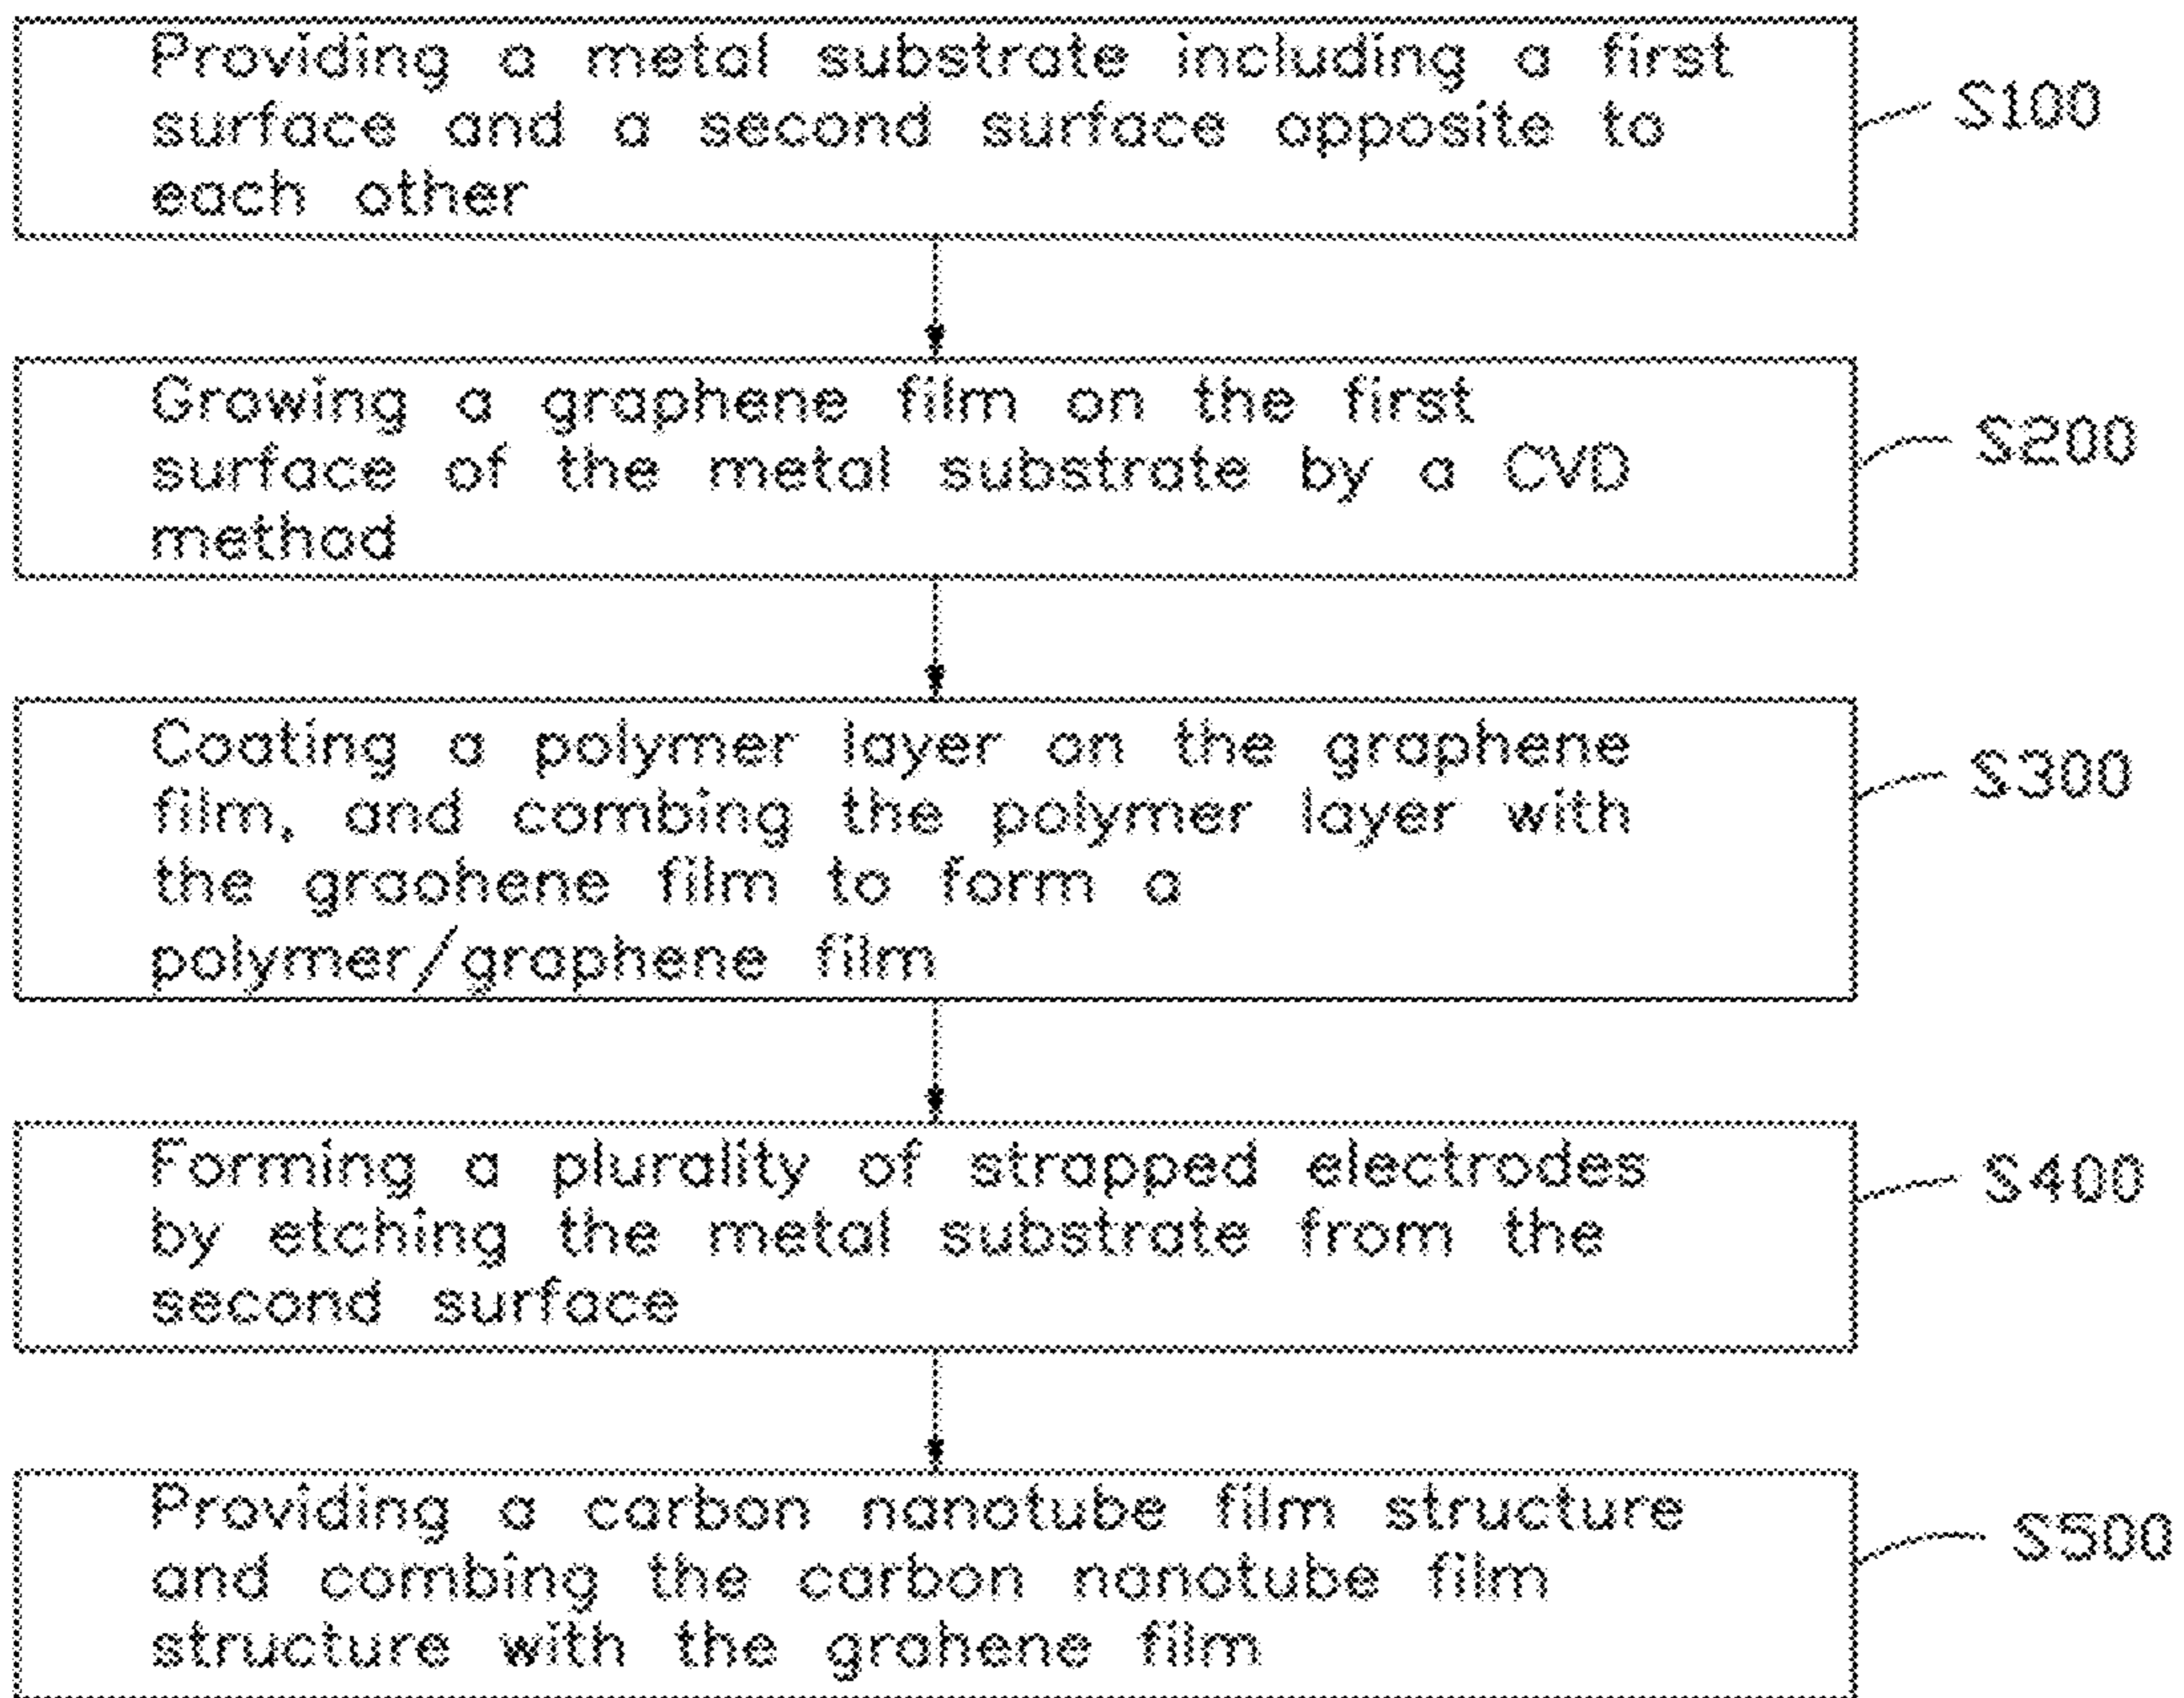 Providing a metal substrate including a first
surface and a second surface opposite to
each other
S100
Growing a graphene film on the first
surface of the metal substrate by a CVD
method
S200
Coating a polymer layer on the graphene
film, and combing the polymer layer with
the graohene film to form a
polymer/graphene film
S300
Forming a plurality of strapped electrodes
by etching the metal substrate from the
second surface
S400
Providing a carbon nanotube film structure
and combing the carbon nanotube film
structure with the grahene film
S500